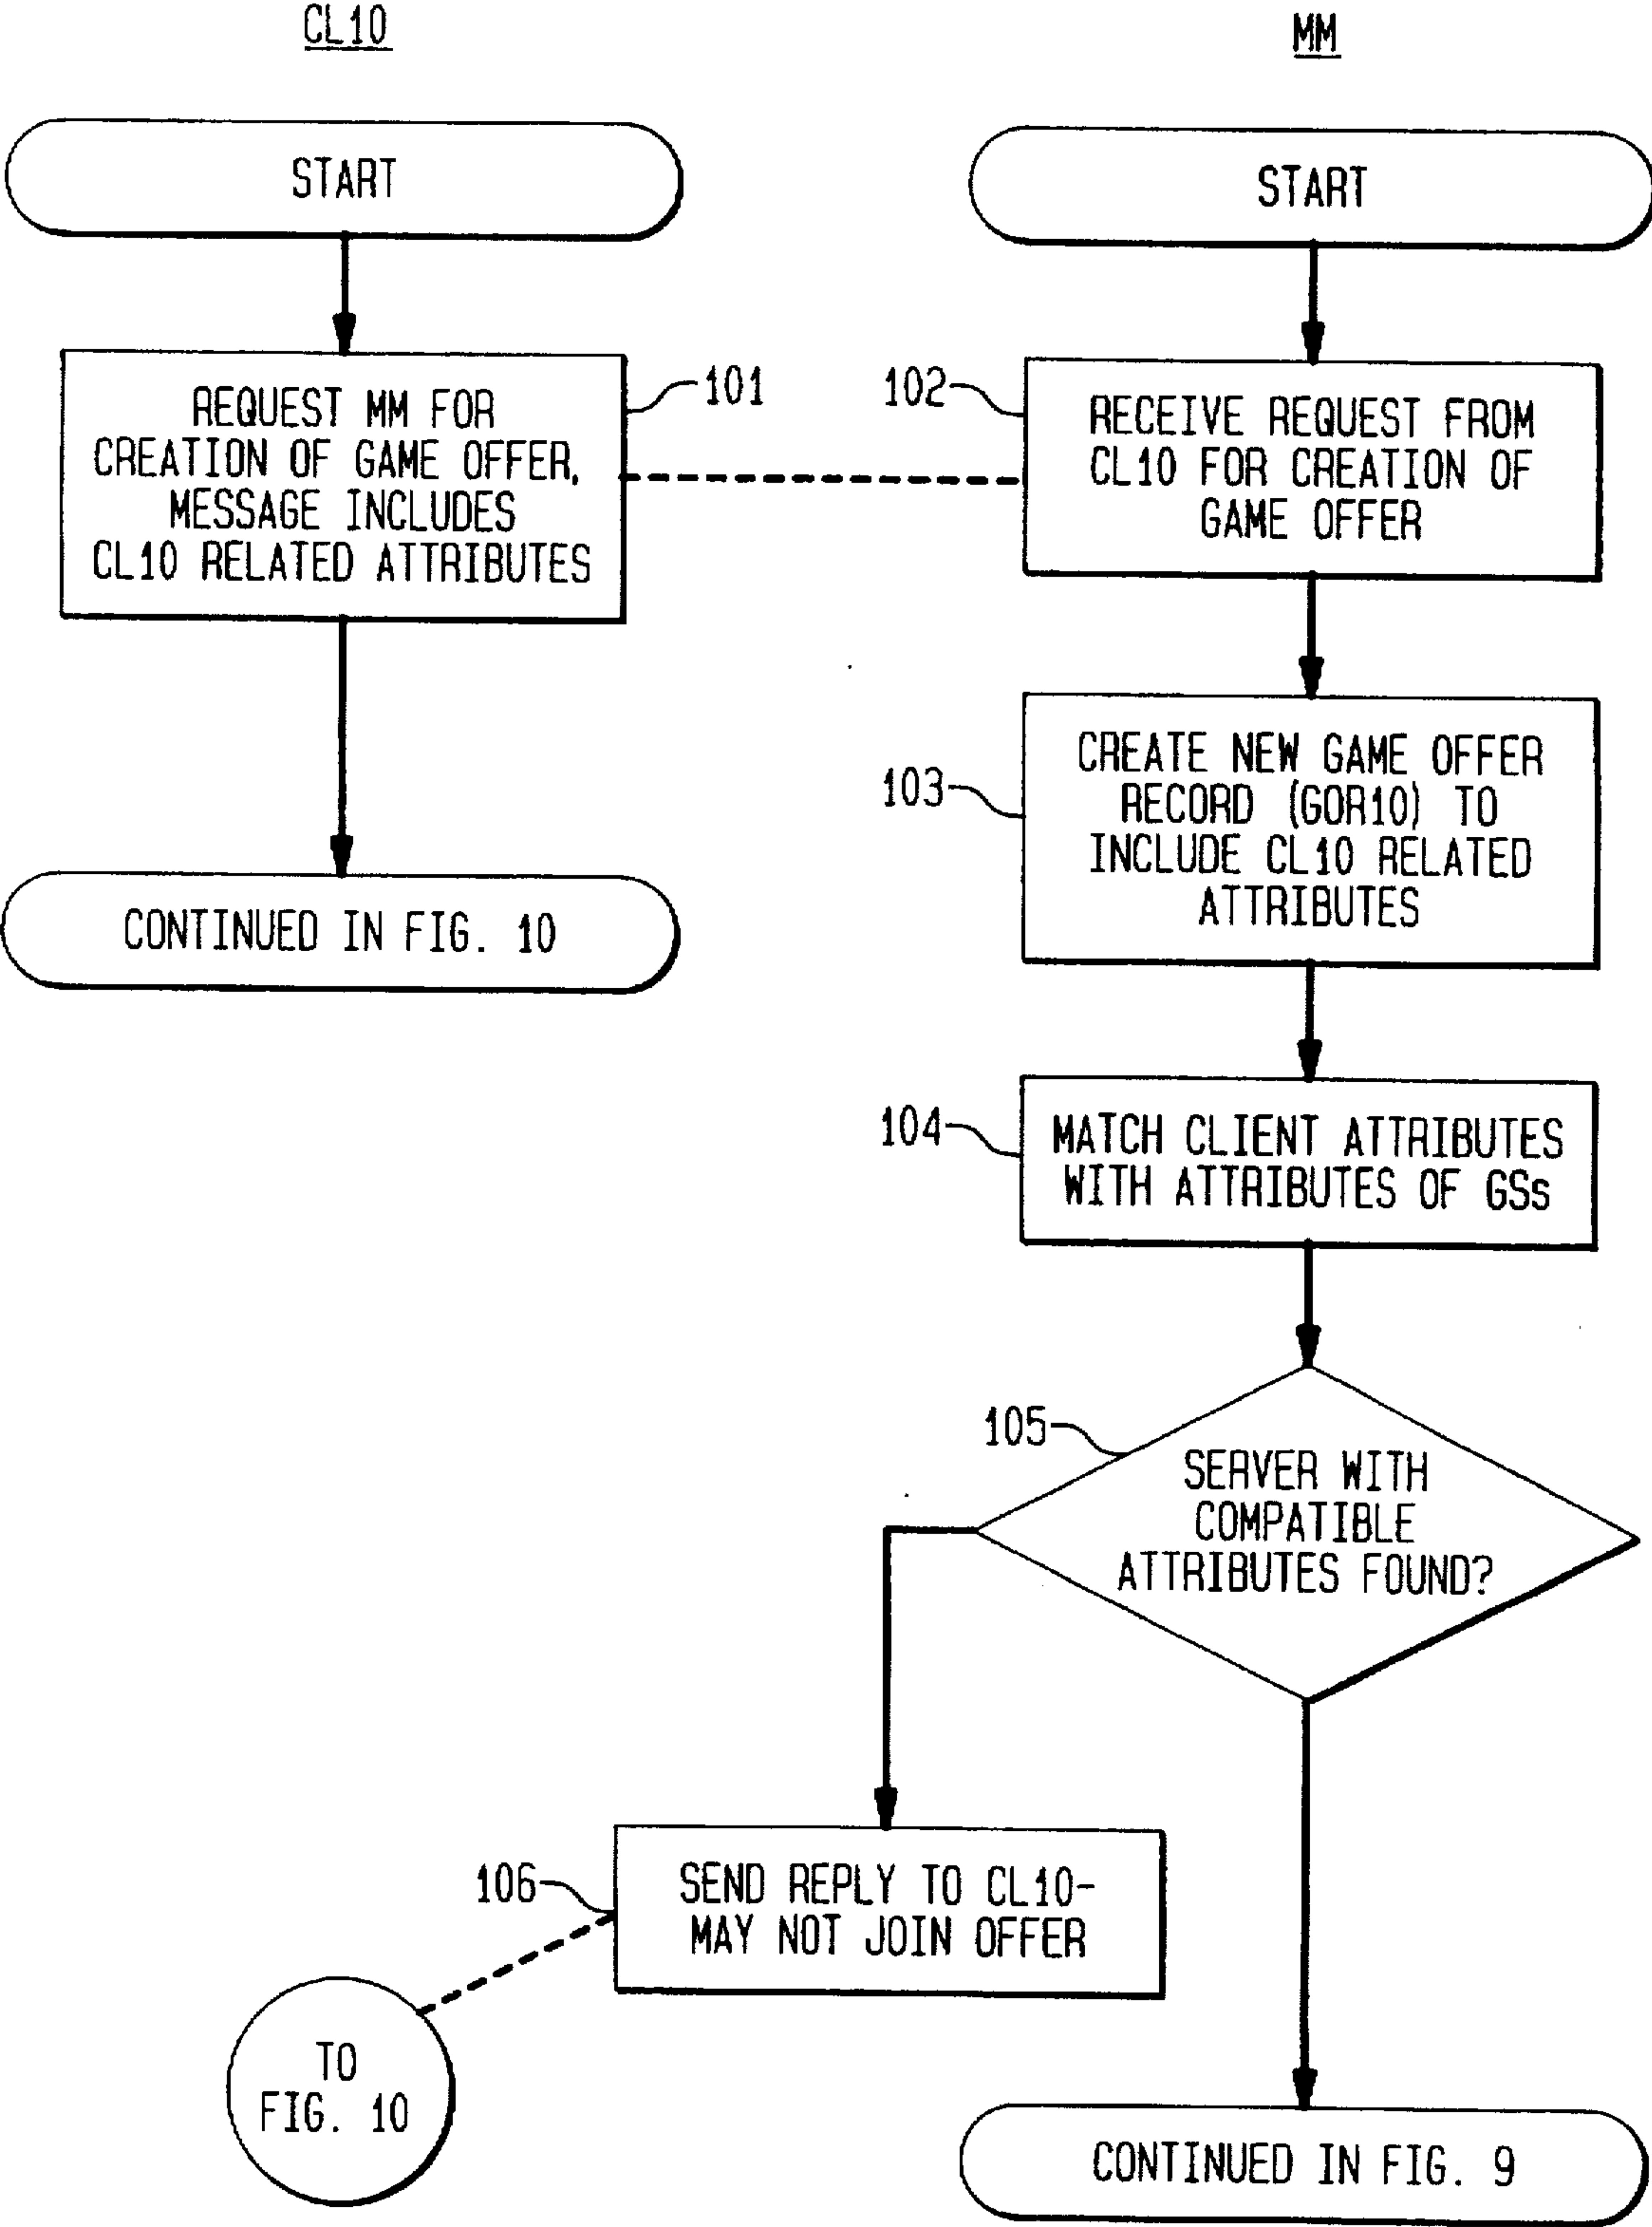 CL10
MM
START
START
REQUEST MM FOR
CREATION OF GAME OFFER,
MESSAGE INCLUDES
CL10 RELATED ATTRIBUTES
101
102
RECEIVE REQUEST FROM
CL10 FOR CREATION OF
GAME OFFER
CONTINUED IN FIG. 10
103
CREATE NEW GAME OFFER
RECORD (GOR10) TO
INCLUDE CL10 RELATED
ATTRIBUTES
104
MATCH CLIENT ATTRIBUTES
WITH ATTRIBUTES OF GSs
105
SERVER WITH
COMPATIBLE
ATTRIBUTES FOUND?
106
SEND REPLY TO CL10-
MAY NOT JOIN OFFER
TO
FIG. 10
CONTINUED IN FIG. 9